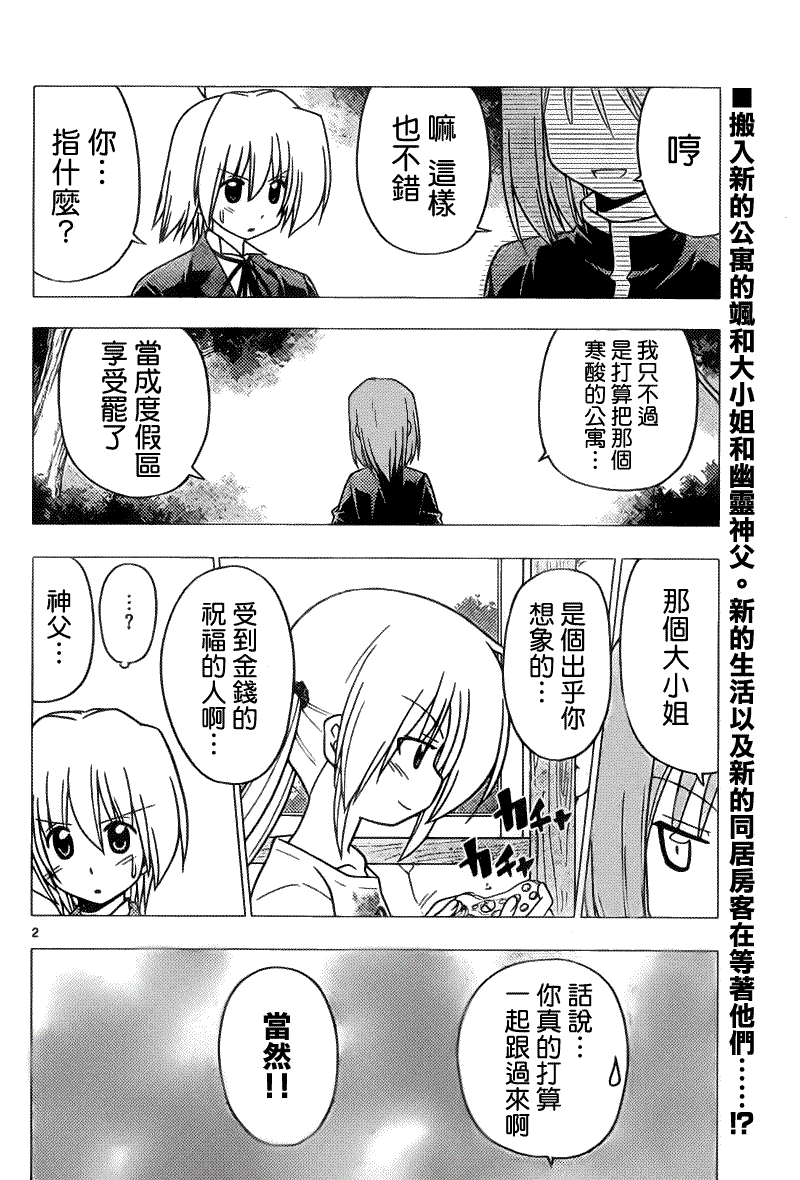 ■搬入新的公寓的颯和大小姐和幽靈神父。新的生活以及新的同居房客在等著他們……!?
哼
嘛 這樣
也不錯
你…
指什麼？
我只不過
是打算把那個
寒酸的公寓…
當成度假區
享受罷了
那個大小姐
是個出乎你
想象的…
受到金錢的
祝福的人啊…
カチャ
カチャ
…？
神父…
2
話說…
你真的打算
一起跟過來啊
當然!!